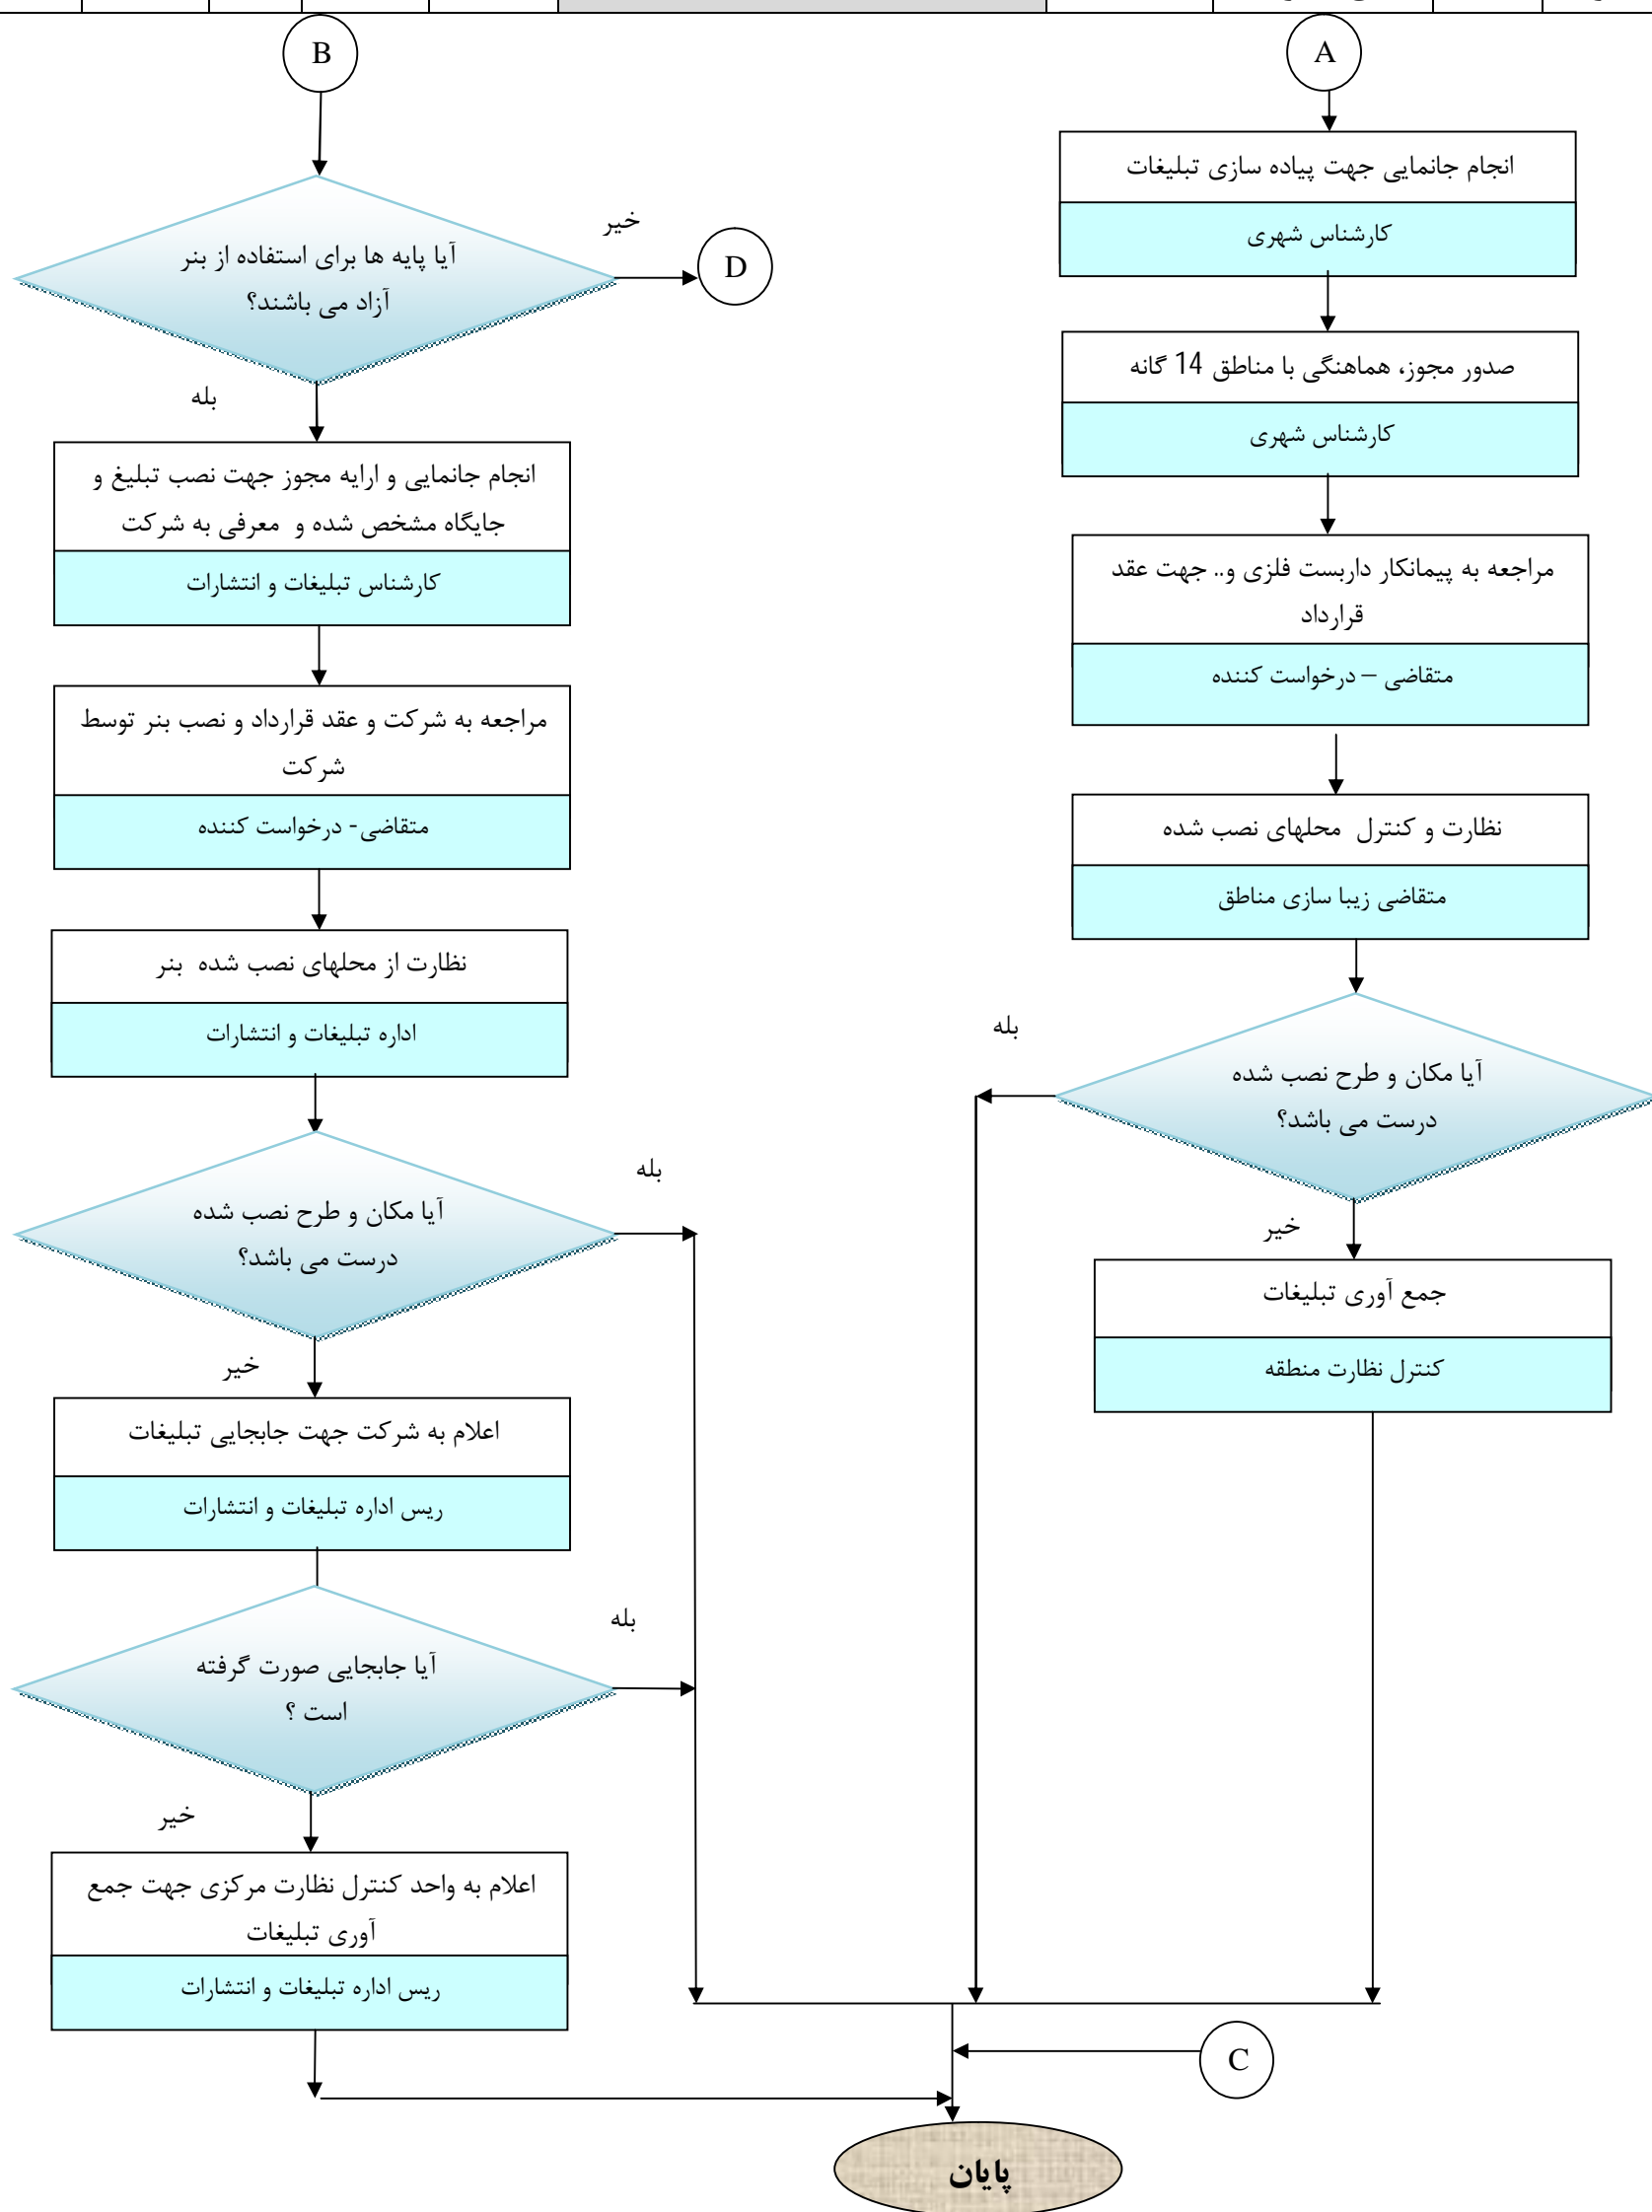 A
انجام جانمایی جهت پیاده سازی تبلیغات
کارشناس شهری
صدور مجوز، هماهنگی با مناطق 14 گانه
کارشناس شهری
مراجعه به پیمانکار داربست فلزی و.. جهت عقد
قرارداد
متقاضی – درخواست کننده
نظارت و کنترل محلهای نصب شده
متقاضی زیبا سازی مناطق
آیا مکان و طرح نصب شده
درست می باشد؟
بله
خیر
جمع آوری تبلیغات
کنترل نظارت منطقه
B
آیا پایه ها برای استفاده از بنر
آزاد می باشند؟
خیر
D
بله
انجام جانمایی و ارایه مجوز جهت نصب تبلیغ و
جایگاه مشخص شده و معرفی به شرکت
کارشناس تبلیغات و انتشارات
مراجعه به شرکت و عقد قرارداد و نصب بنر توسط
شرکت
متقاضی- درخواست کننده
نظارت از محلهای نصب شده بنر
اداره تبلیغات و انتشارات
آیا مکان و طرح نصب شده
درست می باشد؟
بله
خیر
اعلام به شرکت جهت جابجایی تبلیغات
ریس اداره تبلیغات و انتشارات
آیا جابجایی صورت گرفته
است ؟
بله
خیر
اعلام به واحد کنترل نظارت مرکزی جهت جمع
آوری تبلیغات
ریس اداره تبلیغات و انتشارات
C
پایان